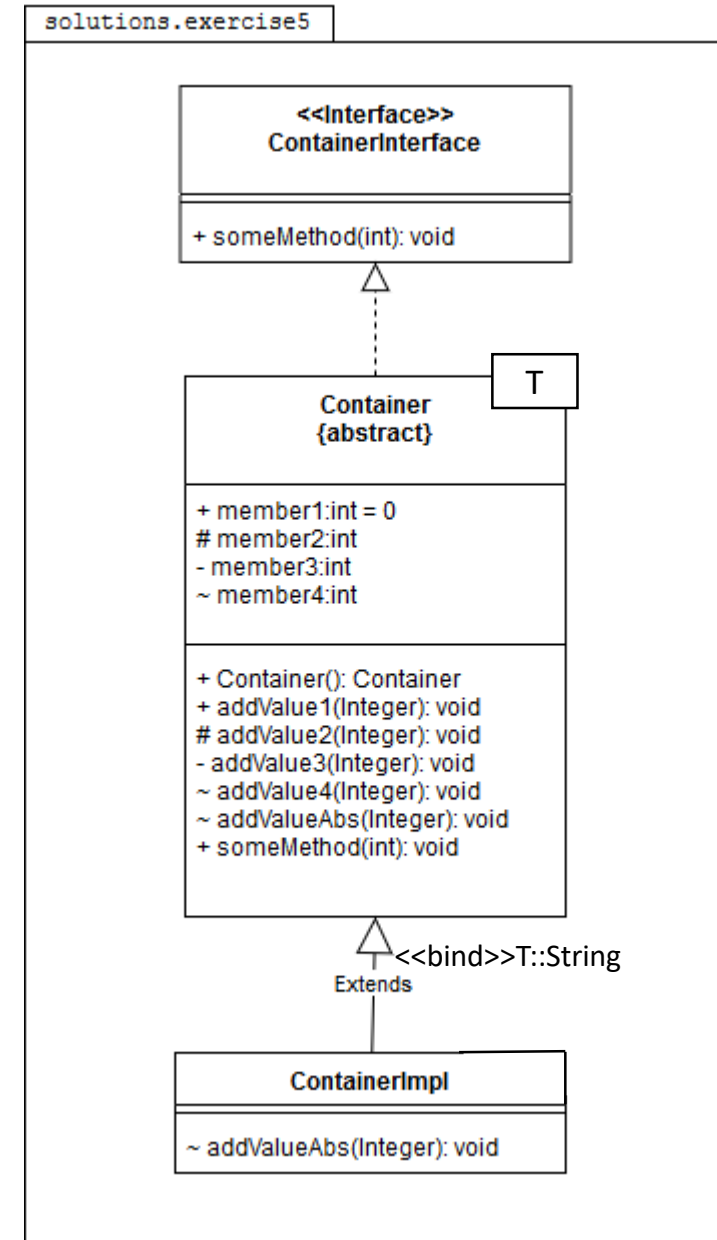 solutions.exercise5
<<Interface>>
ContainerInterface
+ someMethod(int): void
T
Container
{abstract}
+ member1:int = 0
# member2:int
- member3:int
~ member4:int
+ Container(): Container
+ addValue1(Integer): void
# addValue2(Integer): void
- addValue3(Integer): void
~ addValue4(Integer): void
~ addValueAbs(Integer): void
+ someMethod(int): void
<<bind>>T::String
Extends
ContainerImpl
~ addValueAbs(Integer): void